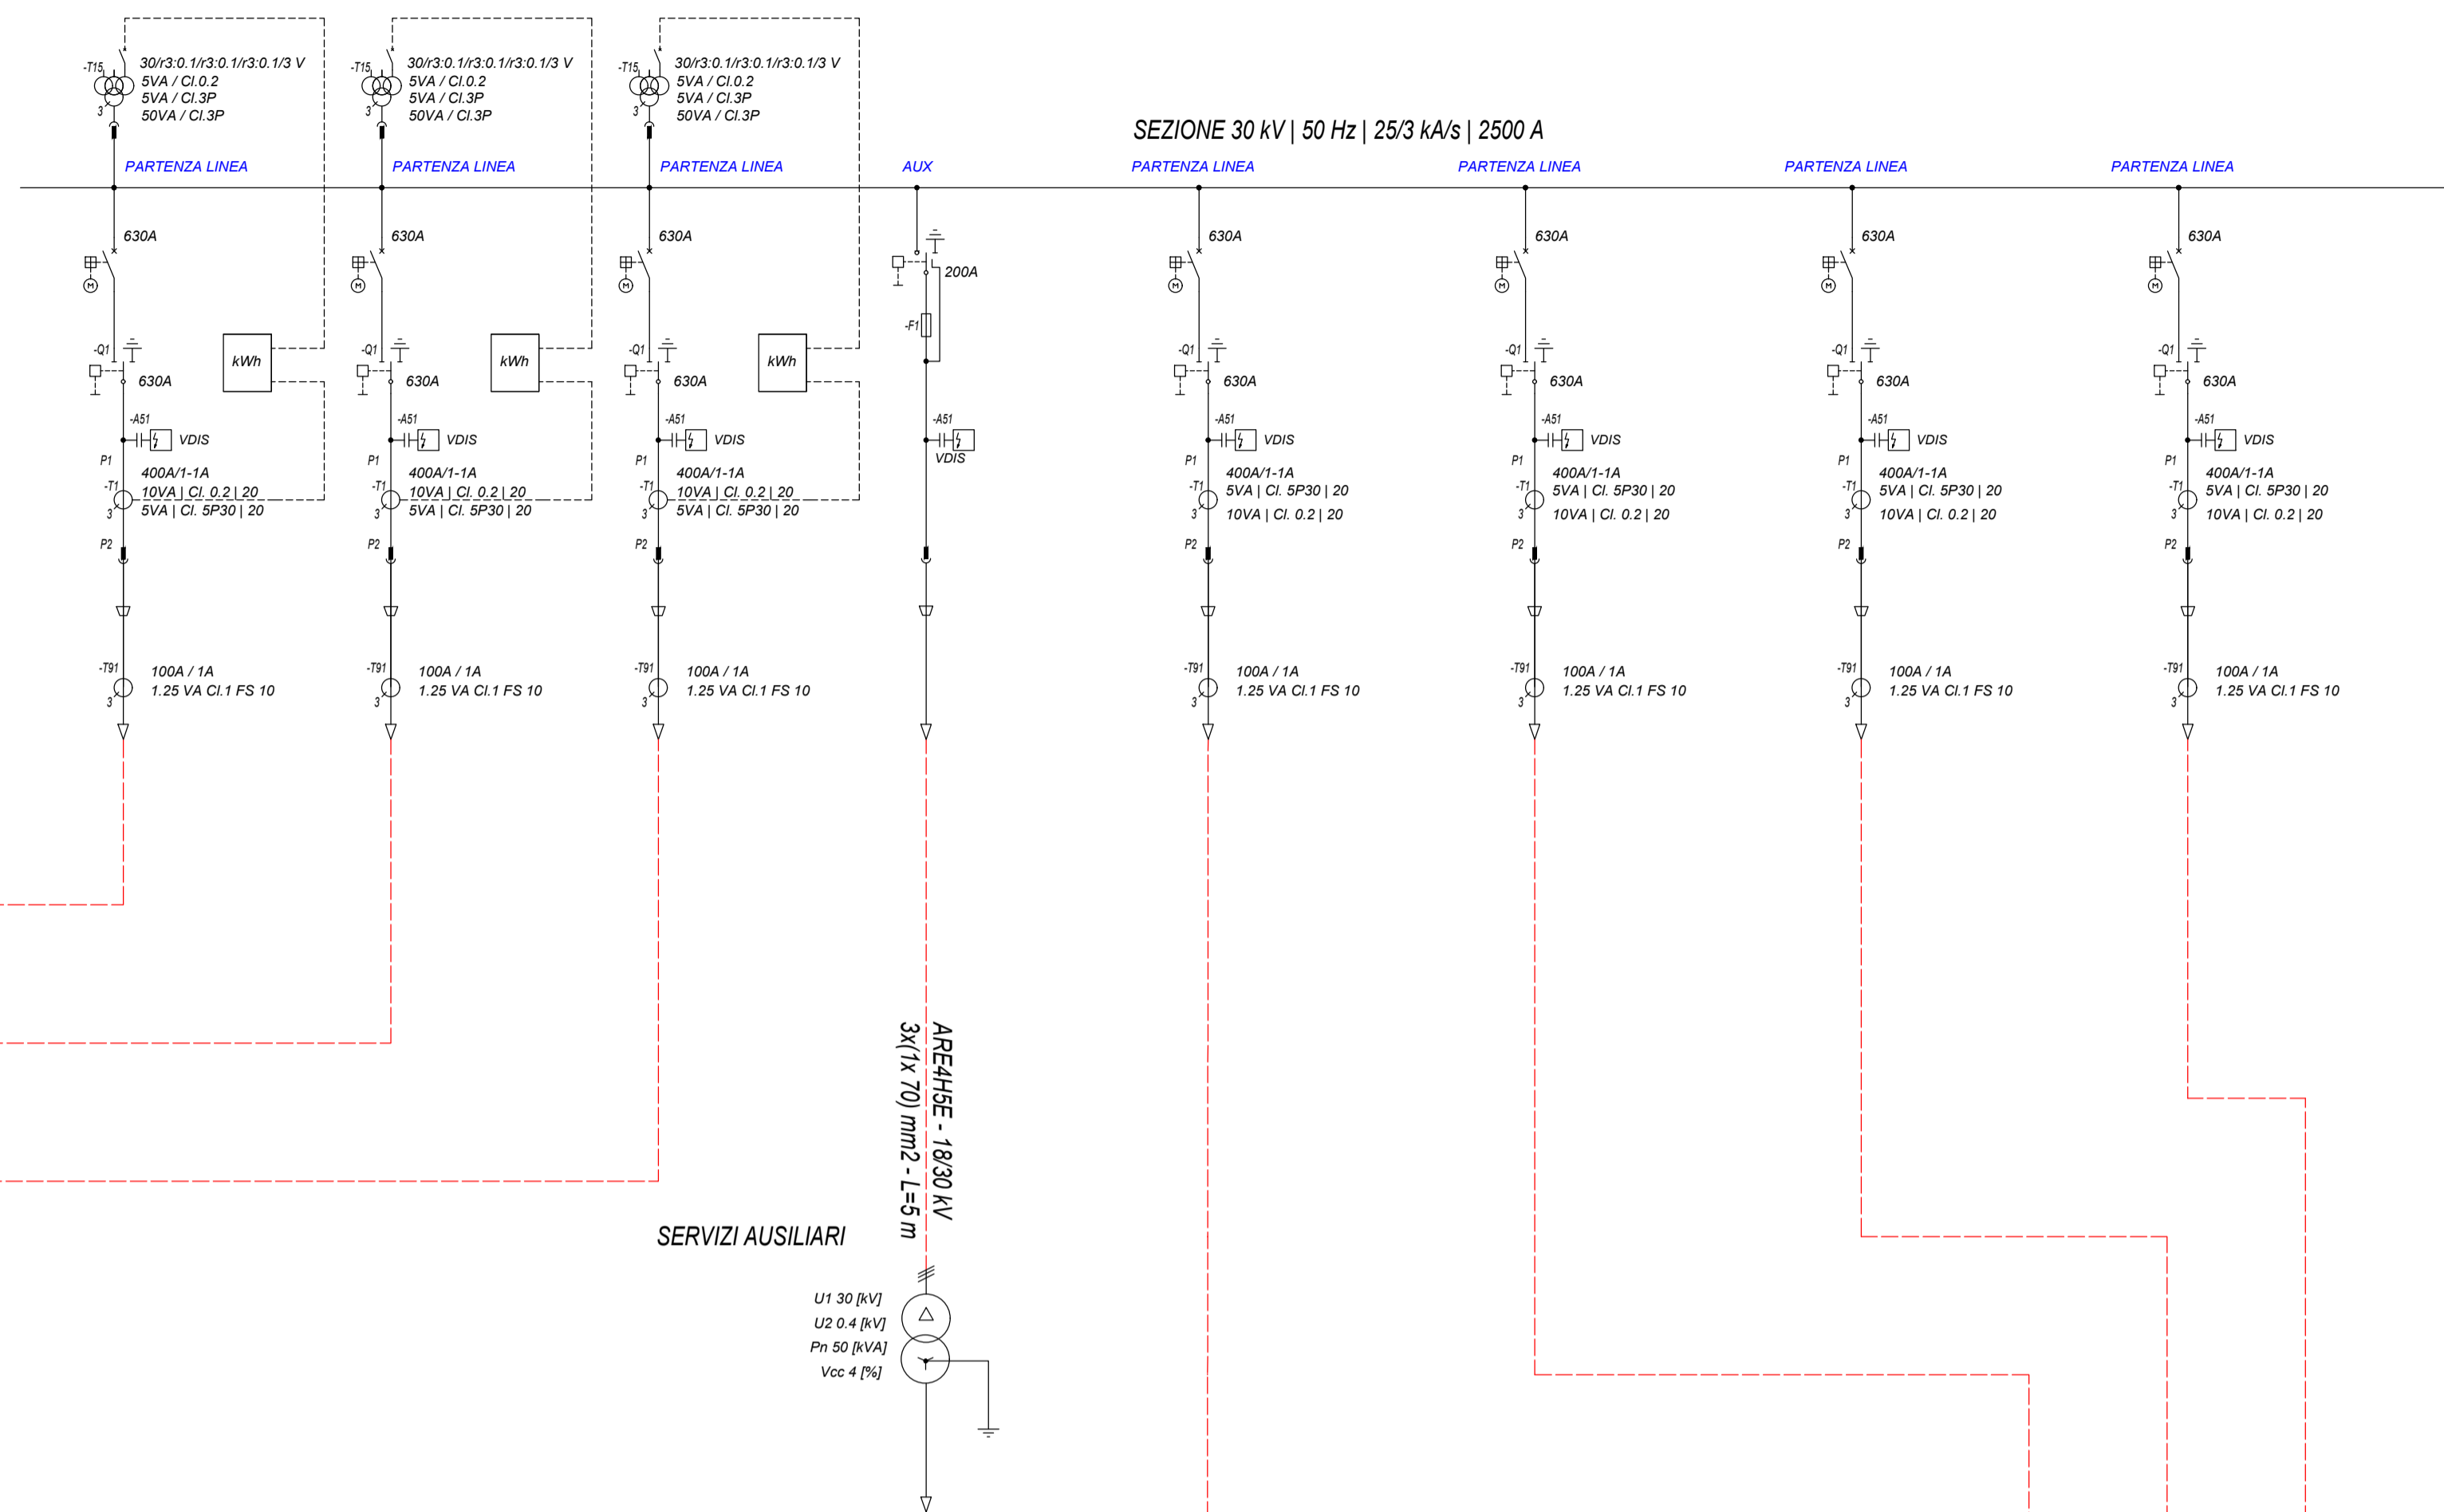 -T15
30/r3:0.1/r3:0.1/r3:0.1/3 V
5VA / Cl.0.2
5VA / Cl.3P
50VA / Cl.3P
3
-T15
30/r3:0.1/r3:0.1/r3:0.1/3 V
5VA / Cl.0.2
5VA / Cl.3P
50VA / Cl.3P
3
-T15
30/r3:0.1/r3:0.1/r3:0.1/3 V
5VA / Cl.0.2
5VA / Cl.3P
50VA / Cl.3P
3
SEZIONE 30 kV | 50 Hz | 25/3 kA/s | 2500 A
PARTENZA LINEA
630A
M
-Q1
630A
kWh
-A51
VDIS
P1
400A/1-1A
-T1
10VA | Cl. 0.2 | 20
5VA | Cl. 5P30 | 20
3
P2
-T91
100A / 1A
1.25 VA Cl.1 FS 10
3
PARTENZA LINEA
630A
M
-Q1
630A
kWh
-A51
VDIS
P1
400A/1-1A
-T1
10VA | Cl. 0.2 | 20
5VA | Cl. 5P30 | 20
3
P2
-T91
100A / 1A
1.25 VA Cl.1 FS 10
3
PARTENZA LINEA
630A
M
-Q1
630A
kWh
-A51
VDIS
P1
400A/1-1A
-T1
10VA | Cl. 0.2 | 20
5VA | Cl. 5P30 | 20
3
P2
-T91
100A / 1A
1.25 VA Cl.1 FS 10
3
AUX
200A
-F1
-A51
VDIS
ARE4H5E - 18/30 kV
3x(1x 70) mm2 - L=5 m
SERVIZI AUSILIARI
U1 30 [kV]
U2 0.4 [kV]
Pn 50 [kVA]
Vcc 4 [%]
PARTENZA LINEA
630A
M
-Q1
630A
-A51
VDIS
P1
400A/1-1A
-T1
5VA | Cl. 5P30 | 20
3
10VA | Cl. 0.2 | 20
P2
-T91
100A / 1A
1.25 VA Cl.1 FS 10
3
PARTENZA LINEA
630A
M
-Q1
630A
-A51
VDIS
P1
400A/1-1A
-T1
5VA | Cl. 5P30 | 20
3
10VA | Cl. 0.2 | 20
P2
-T91
100A / 1A
1.25 VA Cl.1 FS 10
3
PARTENZA LINEA
630A
M
-Q1
630A
-A51
VDIS
P1
400A/1-1A
-T1
5VA | Cl. 5P30 | 20
3
10VA | Cl. 0.2 | 20
P2
-T91
100A / 1A
1.25 VA Cl.1 FS 10
3
PARTENZA LINEA
630A
M
-Q1
630A
-A51
VDIS
P1
400A/1-1A
-T1
5VA | Cl. 5P30 | 20
3
10VA | Cl. 0.2 | 20
P2
-T91
100A / 1A
1.25 VA Cl.1 FS 10
3